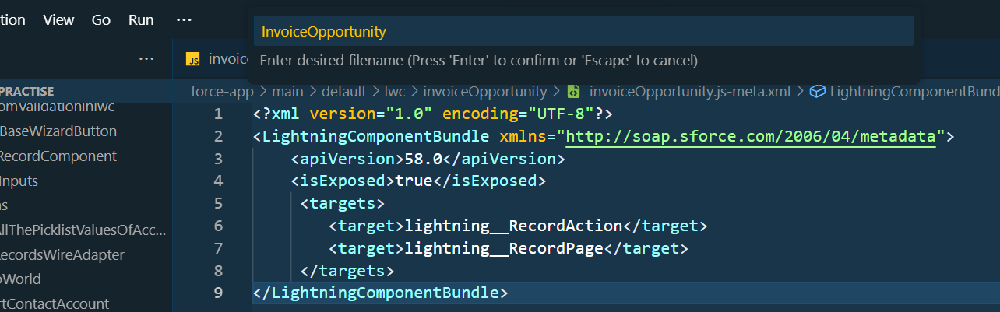 tion View Go Run ...
InvoiceOpportunity
Enter desired filename (Press 'Enter' to confirm or 'Escape' to cancel)
... JS invoic
PRACTISE
force-app > main > default > lwc > invoiceOpportunity > invoiceOpportunity.js-meta.xml > LightningComponentBund
omValidationInlwc
BaseWizardButton
RecordComponent
Inputs
ns
AllThePicklistValuesOfAcc...
RecordsWireAdapter
oWorld
rtContactAccount
1 <?xml version="1.0" encoding="UTF-8"?>
2 <LightningComponentBundle xmlns="http://soap.sforce.com/2006/04/metadata">
3 <apiVersion>58.0</apiVersion>
4 <isExposed>true</isExposed>
5 <targets>
6 <target>lightning__RecordAction</target>
7 <target>lightning__RecordPage</target>
8 </targets>
9 </LightningComponentBundle>